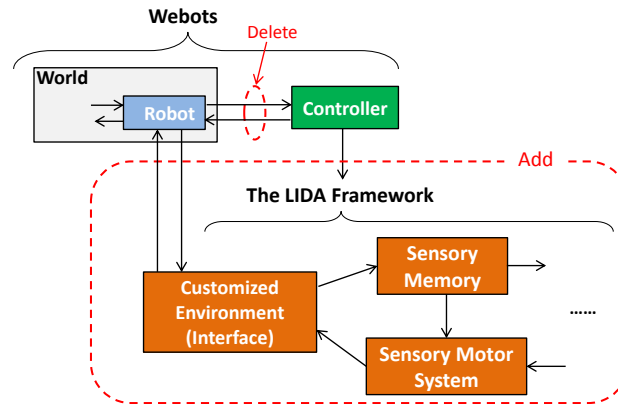 Webots
Delete
World
Robot
Controller
Add
The LIDA Framework
Sensory
Memory
Customized
Environment
(Interface)
......
Sensory Motor
System